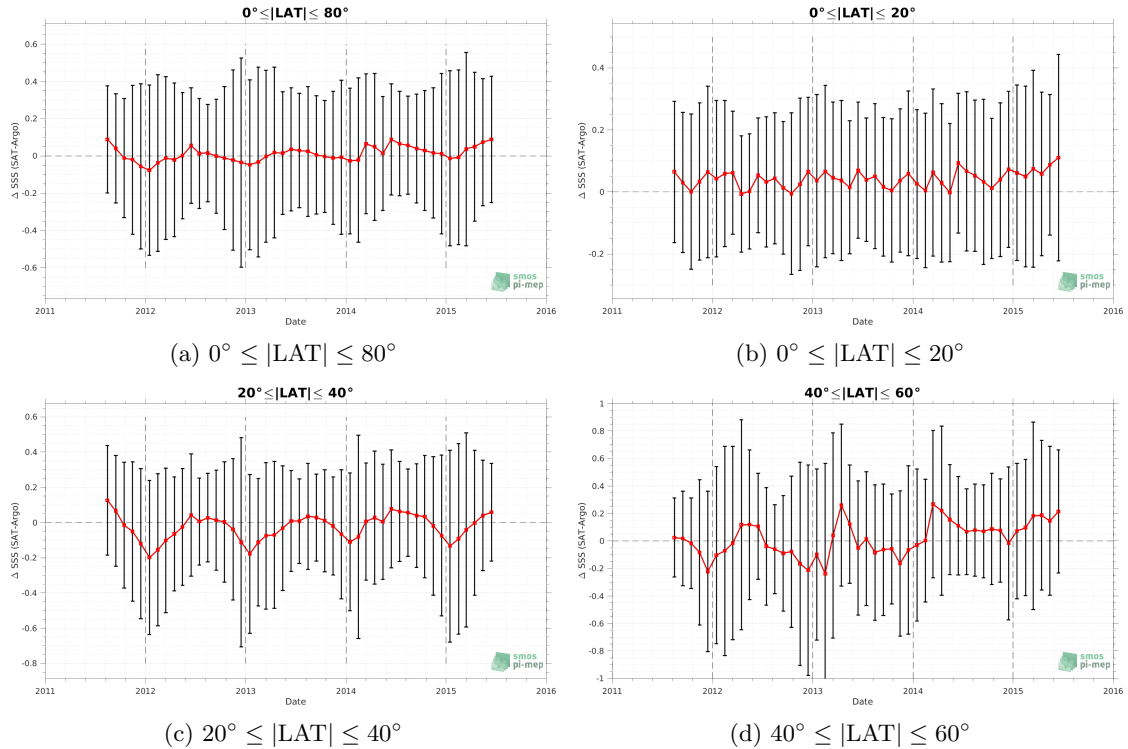 0°≤|LAT|≤ 80°
Δ SSS (SAT-Argo)
0.6
0.4
0.2
0
-0.2
-0.4
-0.6
2011 2012 2013 2014 2015 2016
Date
smos
pi-mep
(a) 0° ≤ |LAT| ≤ 80°
0°≤|LAT|≤ 20°
Δ SSS (SAT-Argo)
0.4
0.2
0
-0.2
2011 2012 2013 2014 2015 2016
Date
smos
pi-mep
(b) 0° ≤ |LAT| ≤ 20°
20°≤|LAT|≤ 40°
Δ SSS (SAT-Argo)
0.6
0.4
0.2
0
-0.2
-0.4
-0.6
-0.8
2011 2012 2013 2014 2015 2016
Date
smos
pi-mep
(c) 20° ≤ |LAT| ≤ 40°
40°≤|LAT|≤ 60°
Δ SSS (SAT-Argo)
1
0.8
0.6
0.4
0.2
0
-0.2
-0.4
-0.6
-0.8
-1
2011 2012 2013 2014 2015 2016
Date
smos
pi-mep
(d) 40° ≤ |LAT| ≤ 60°